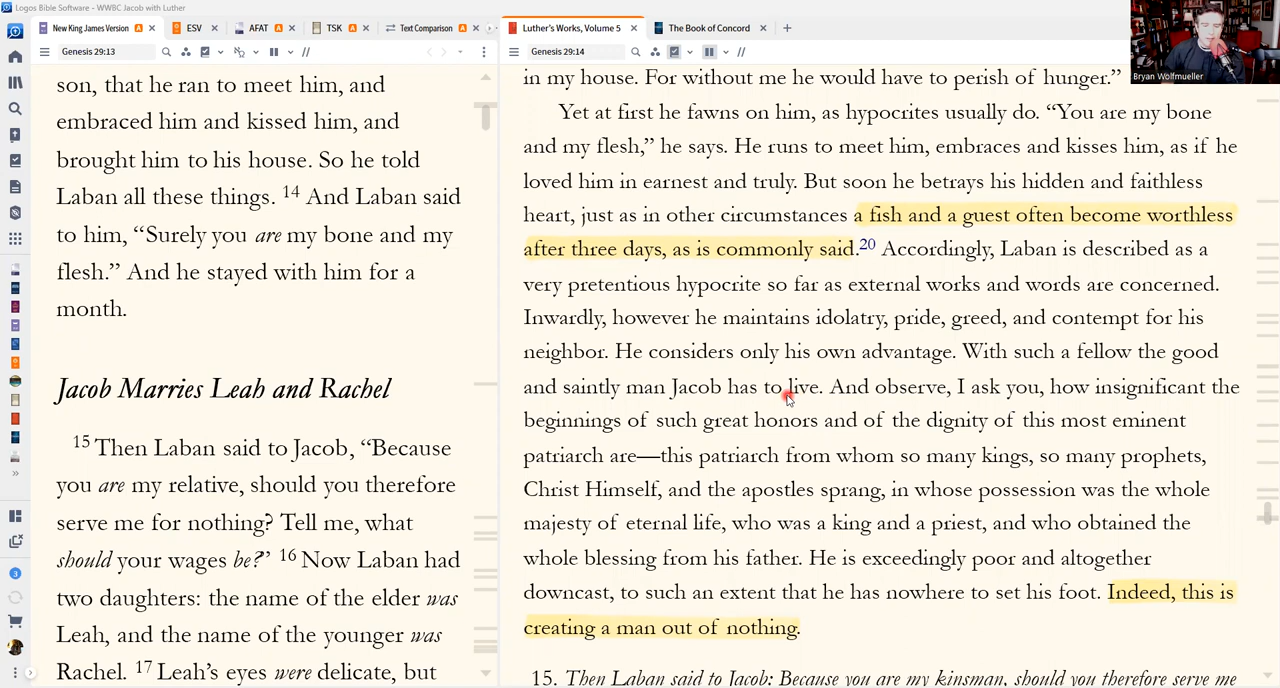 Logos Bible Software - WWBC Jacob with Luther
New King James Version A
ESV A
AFAT A
TSK A
Text Comparison A
Luther's Works, Volume 5
The Book of Concord
Genesis 29:13
Genesis 29:14
Bryan Wolfmueller
son, that he ran to meet him, and
embraced him and kissed him, and
brought him to his house. So he told
Laban all these things. 14 And Laban said
to him, “Surely you are my bone and my
flesh.” And he stayed with him for a
month.
Jacob Marries Leah and Rachel
15 Then Laban said to Jacob, “Because
you are my relative, should you therefore
serve me for nothing? Tell me, what
should your wages be?” 16 Now Laban had
two daughters: the name of the elder was
Leah, and the name of the younger was
Rachel. 17 Leah’s eyes were delicate, but
in my house. For without me he would have to perish of hunger.”
Yet at first he fawns on him, as hypocrites usually do. “You are my bone
and my flesh,” he says. He runs to meet him, embraces and kisses him, as if he
loved him in earnest and truly. But soon he betrays his hidden and faithless
heart, just as in other circumstances a fish and a guest often become worthless
after three days, as is commonly said.20 Accordingly, Laban is described as a
very pretentious hypocrite so far as external works and words are concerned.
Inwardly, however he maintains idolatry, pride, greed, and contempt for his
neighbor. He considers only his own advantage. With such a fellow the good
and saintly man Jacob has to live. And observe, I ask you, how insignificant the
beginnings of such great honors and of the dignity of this most eminent
patriarch are—this patriarch from whom so many kings, so many prophets,
Christ Himself, and the apostles sprang, in whose possession was the whole
majesty of eternal life, who was a king and a priest, and who obtained the
whole blessing from his father. He is exceedingly poor and altogether
downcast, to such an extent that he has nowhere to set his foot. Indeed, this is
creating a man out of nothing.
15. Then Laban said to Jacob: Because you are my kinsman, should you therefore serve me
3